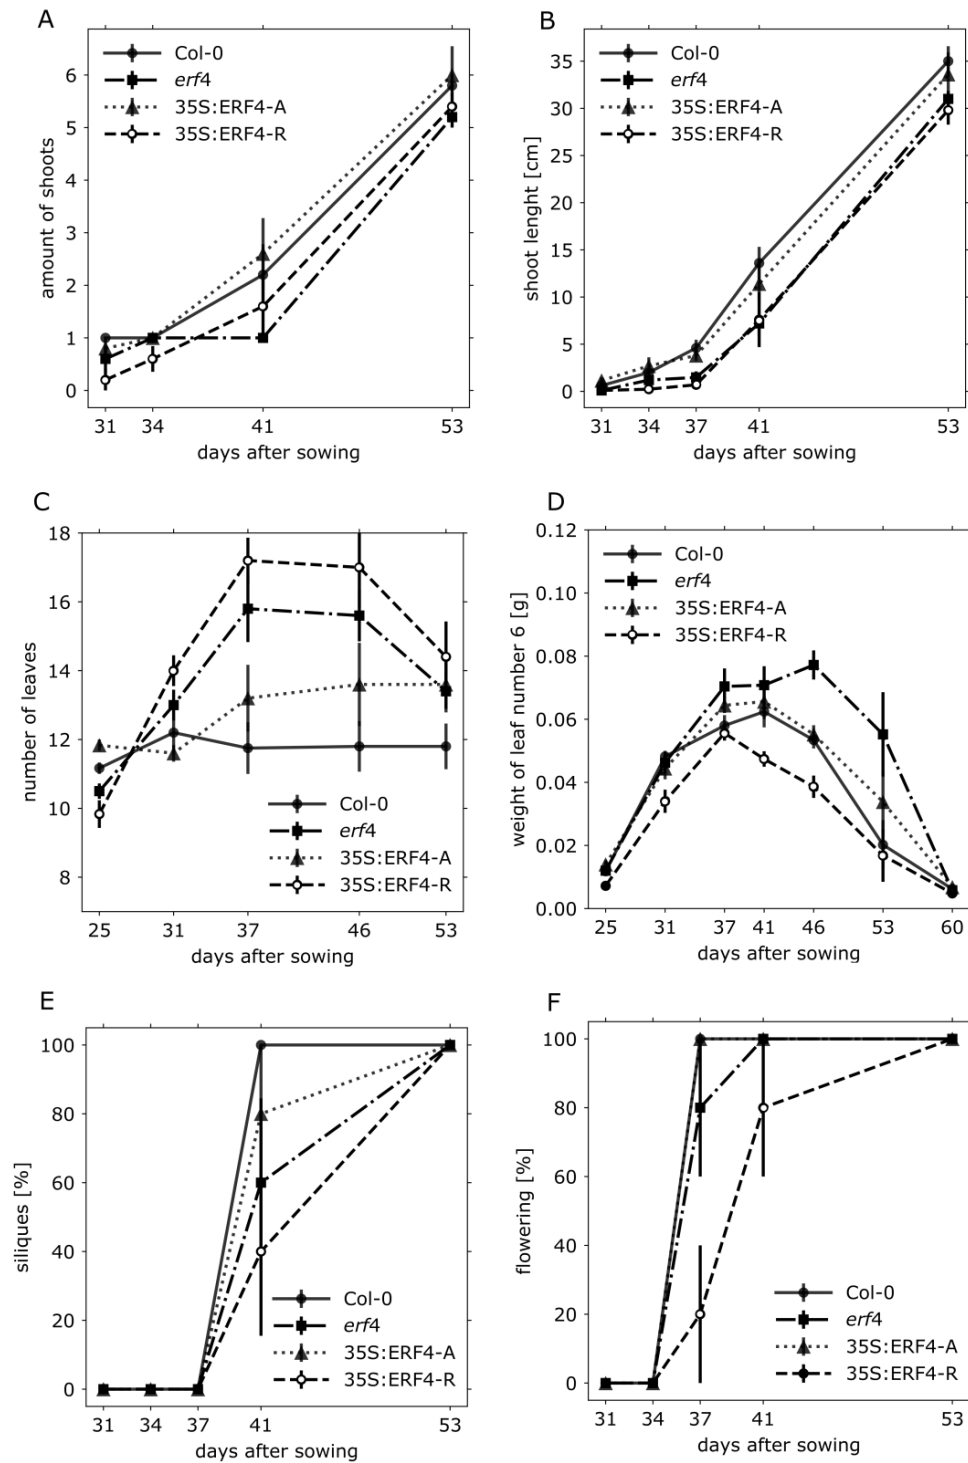 A
Col-0
erf4
35S:ERF4-A
35S:ERF4-R
amount of shoots
6
5
4
3
2
1
0
31 34 41 53
days after sowing
B
Col-0
erf4
35S:ERF4-A
35S:ERF4-R
shoot lenght [cm]
35
30
25
20
15
10
5
0
31 34 37 41 53
days after sowing
C
number of leaves
18
16
14
12
10
8
Col-0
erf4
35S:ERF4-A
35S:ERF4-R
25 31 37 46 53
days after sowing
D
Col-0
erf4
35S:ERF4-A
35S:ERF4-R
weight of leaf number 6 [g]
0.12
0.10
0.08
0.06
0.04
0.02
0.00
25 31 37 41 46 53 60
days after sowing
E
siliques [%]
100
80
60
40
20
0
Col-0
erf4
35S:ERF4-A
35S:ERF4-R
31 34 37 41 53
days after sowing
F
flowering [%]
100
80
60
40
20
0
Col-0
erf4
35S:ERF4-A
35S:ERF4-R
31 34 37 41 53
days after sowing